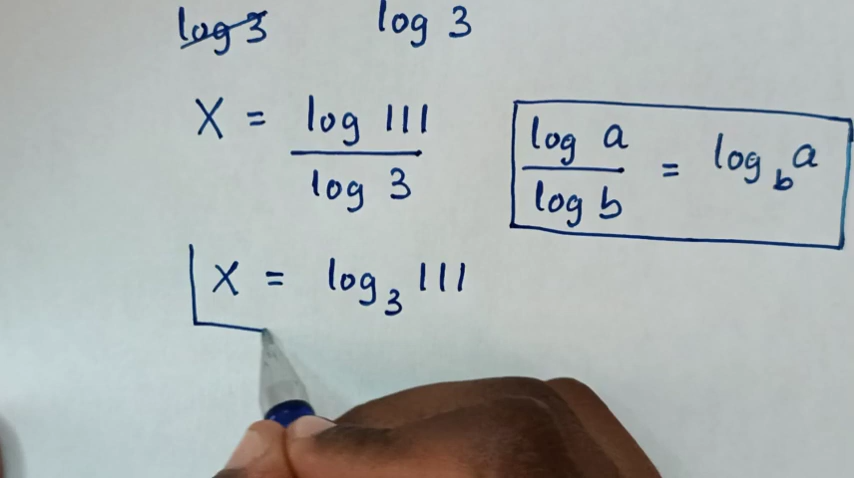 log 3 log 3
X = log 111 / log 3
log a / log b = log_b a
X = log_3 111